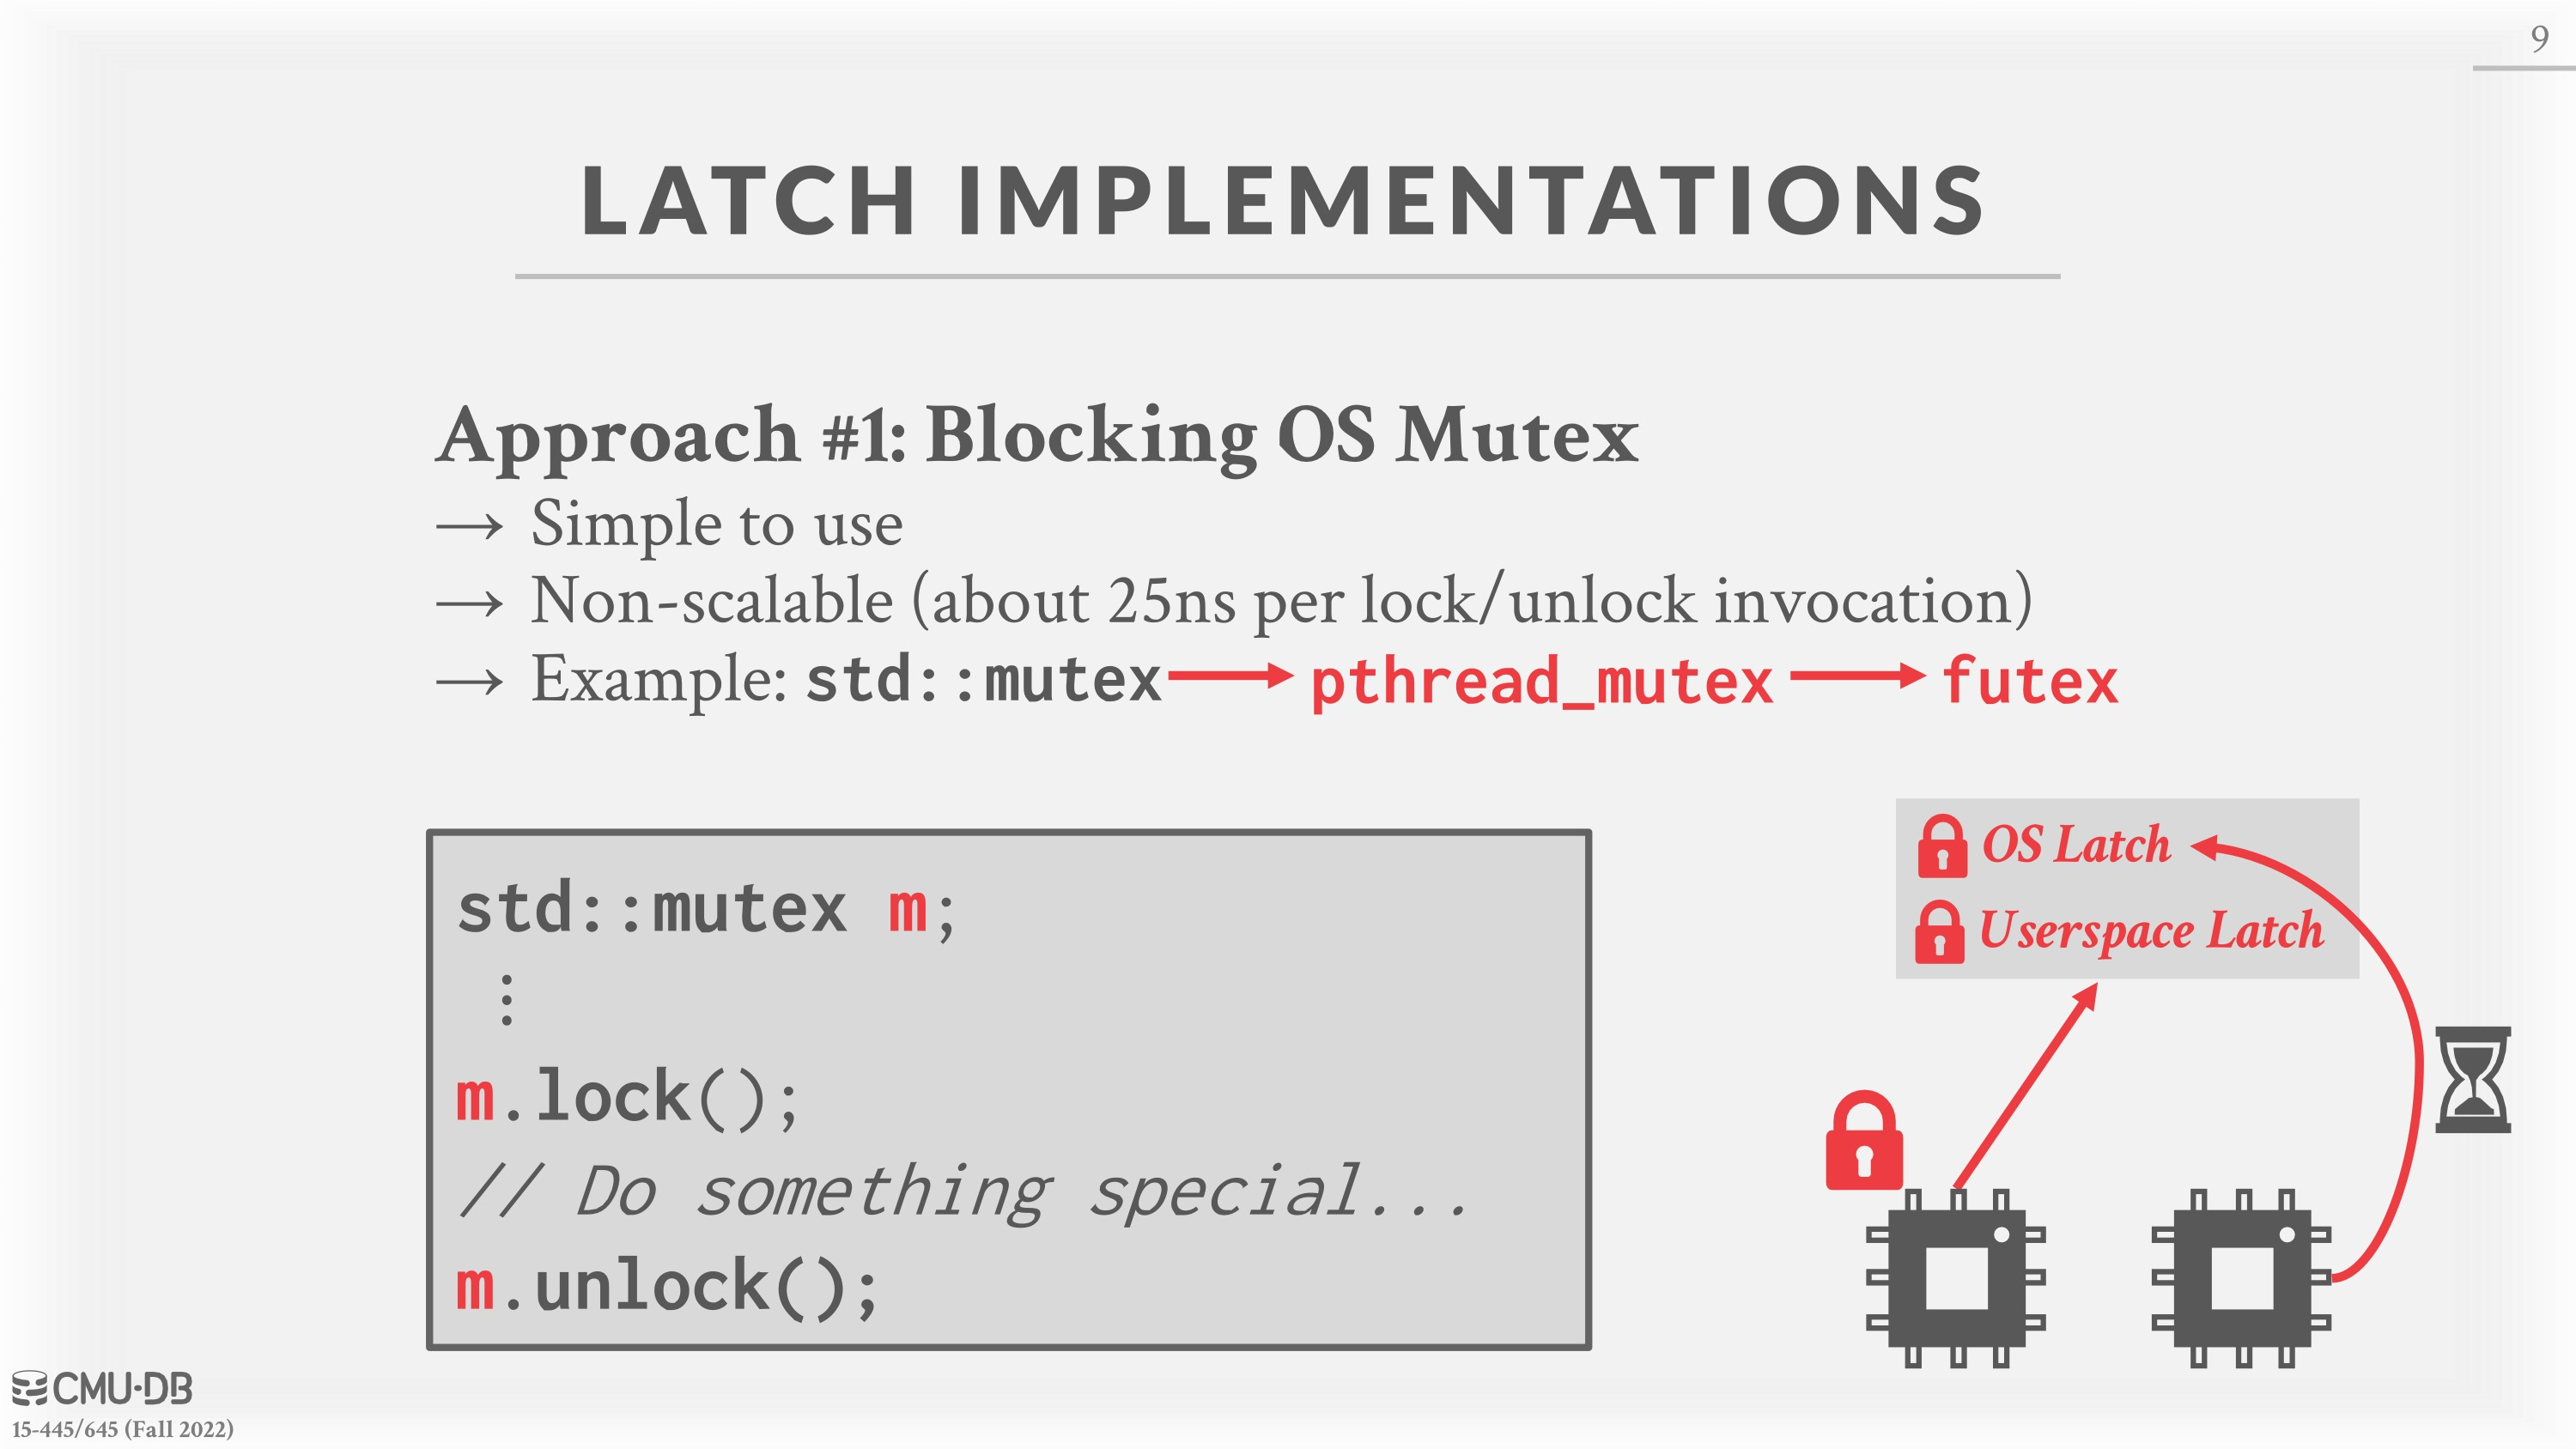 9
LATCH IMPLEMENTATIONS
Approach #1: Blocking OS Mutex
→ Simple to use
→ Non-scalable (about 25ns per lock/unlock invocation)
→ Example: std::mutex → pthread_mutex → futex
std::mutex m;
⋮
m.lock();
// Do something special...
m.unlock();
OS Latch
Userspace Latch
CMU·DB
15-445/645 (Fall 2022)